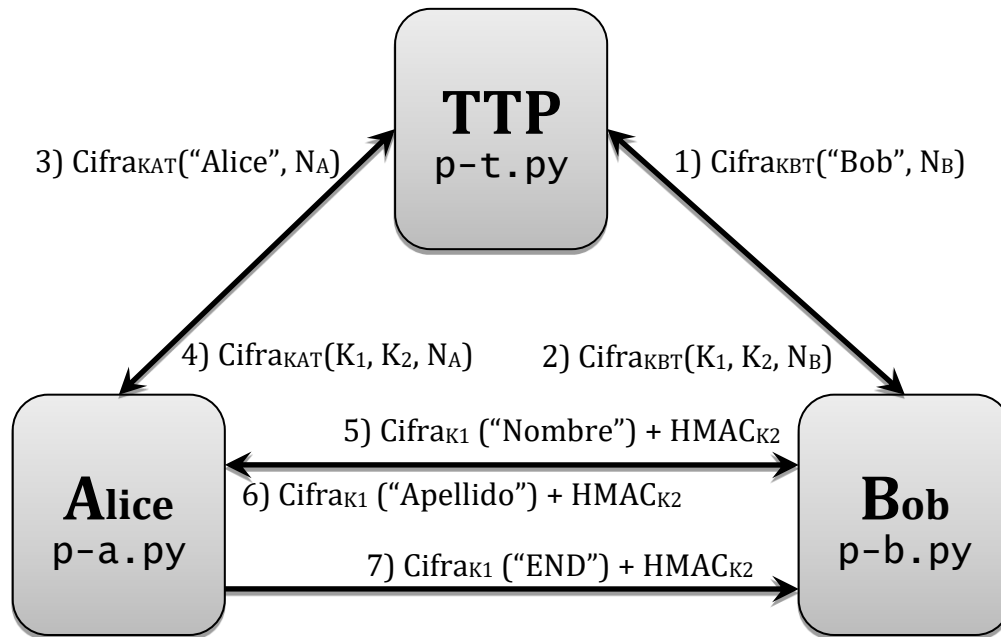 TTP
p-t.py
3) CifraKAT(“Alice”, NA)
1) CifraKBT(“Bob”, NB)
4) CifraKAT(K1, K2, NA)
2) CifraKBT(K1, K2, NB)
5) CifraK1 (“Nombre”) + HMACK2
6) CifraK1 (“Apellido”) + HMACK2
7) CifraK1 (“END”) + HMACK2
Alice
p-a.py
Bob
p-b.py